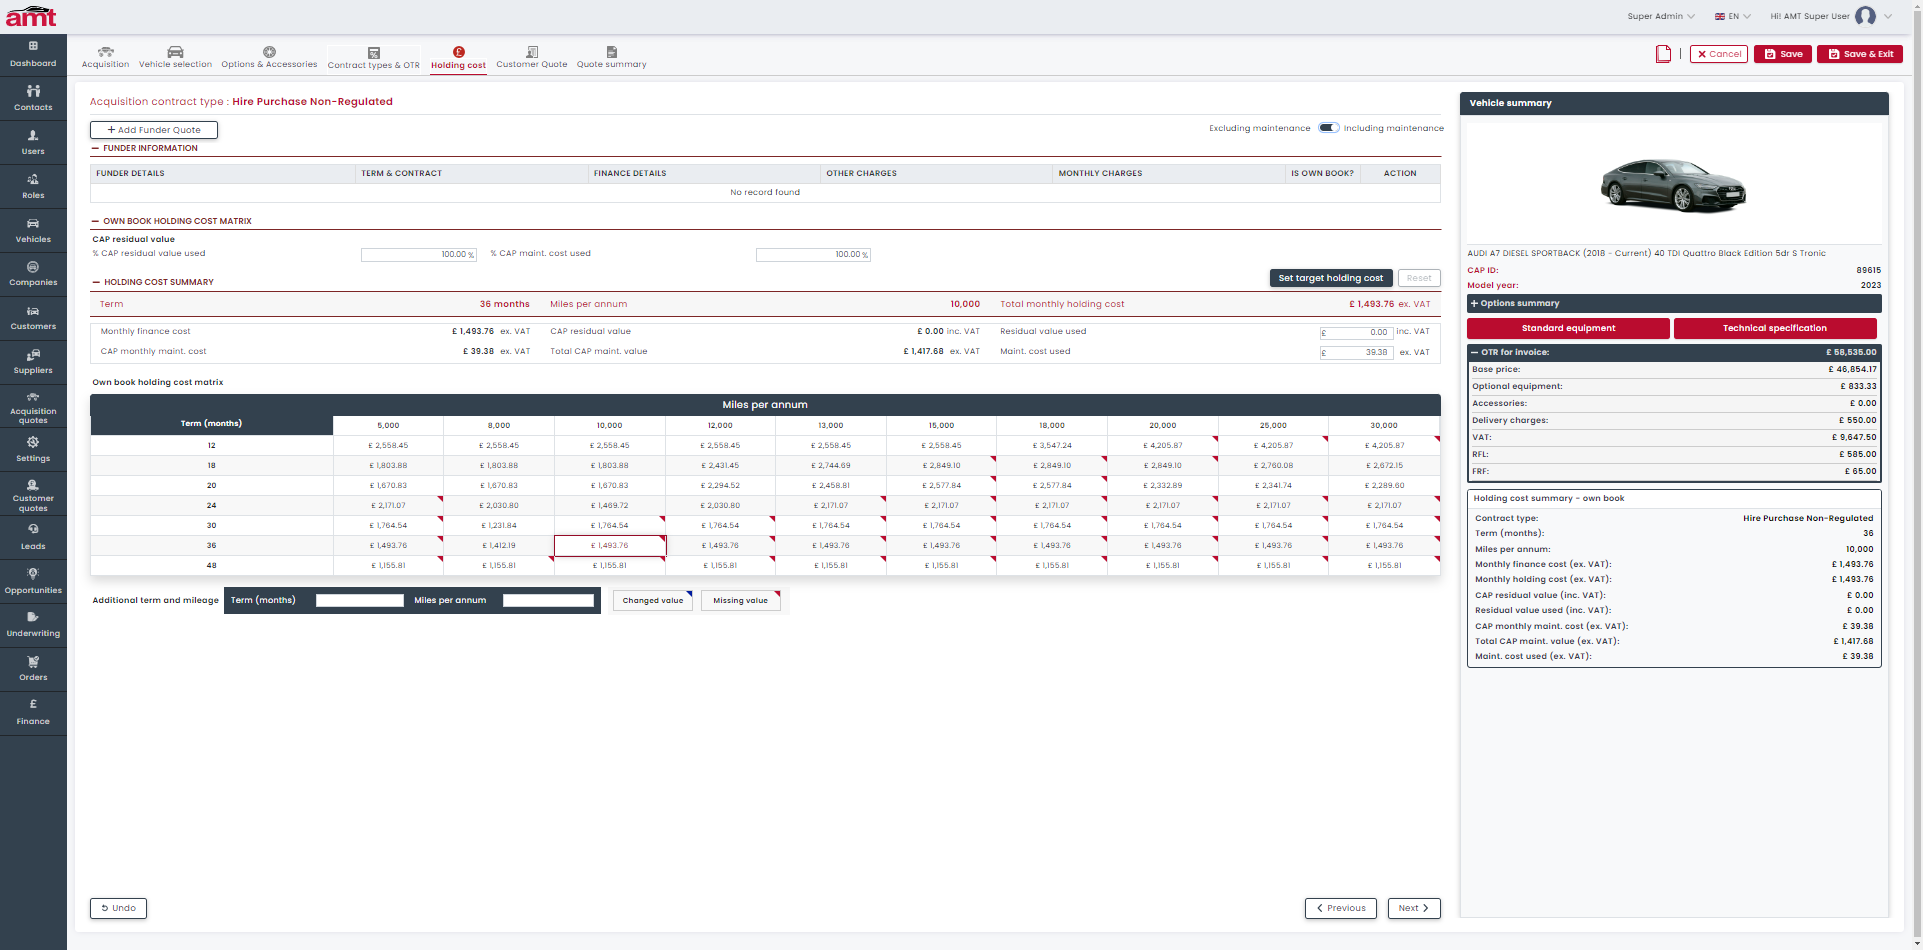 amt
Super Admin
EN
Hi! AMT Super User
Dashboard
Contacts
Users
Roles
Vehicles
Companies
Customers
Suppliers
Acquisition
quotes
Settings
Customer
quotes
Leads
Opportunities
Underwriting
Orders
Finance
Acquisition
Vehicle selection
Options & Accessories
Contract types & OTR
Holding cost
Customer Quote
Quote summary
Cancel
Save
Save & Exit
Acquisition contract type : Hire Purchase Non-Regulated
+ Add Funder Quote
Excluding maintenance
Including maintenance
FUNDER INFORMATION
FUNDER DETAILS TERM & CONTRACT FINANCE DETAILS OTHER CHARGES MONTHLY CHARGES IS OWN BOOK? ACTION
No record found
OWN BOOK HOLDING COST MATRIX
CAP residual value
% CAP residual value used 100.00 % % CAP maint. cost used 100.00 %
HOLDING COST SUMMARY
Set target holding cost
Reset
Term 36 months Miles per annum 10,000 Total monthly holding cost £ 1,493.76 ex. VAT
Monthly finance cost £ 1,493.76 ex. VAT CAP residual value £ 0.00 inc. VAT Residual value used £ 0.00 inc. VAT
CAP monthly maint. cost £ 39.38 ex. VAT Total CAP maint. value £ 1,417.68 ex. VAT Maint. cost used £ 39.38 ex. VAT
Own book holding cost matrix
Miles per annum
Term (months) 5,000 8,000 10,000 12,000 13,000 15,000 18,000 20,000 25,000 30,000
12 £ 2,558.45 £ 2,558.45 £ 2,558.45 £ 2,558.45 £ 2,558.45 £ 2,558.45 £ 3,547.24 £ 4,205.87 £ 4,205.87 £ 4,205.87
18 £ 1,803.88 £ 1,803.88 £ 1,803.88 £ 2,431.45 £ 2,744.69 £ 2,849.10 £ 2,849.10 £ 2,849.10 £ 2,760.08 £ 2,672.15
20 £ 1,670.83 £ 1,670.83 £ 1,670.83 £ 2,294.52 £ 2,458.81 £ 2,577.84 £ 2,577.84 £ 2,332.89 £ 2,341.74 £ 2,289.60
24 £ 2,171.07 £ 2,030.80 £ 1,469.72 £ 2,030.80 £ 2,171.07 £ 2,171.07 £ 2,171.07 £ 2,171.07 £ 2,171.07 £ 2,171.07
30 £ 1,764.54 £ 1,231.84 £ 1,764.54 £ 1,764.54 £ 1,764.54 £ 1,764.54 £ 1,764.54 £ 1,764.54 £ 1,764.54 £ 1,764.54
36 £ 1,493.76 £ 1,412.19 £ 1,493.76 £ 1,493.76 £ 1,493.76 £ 1,493.76 £ 1,493.76 £ 1,493.76 £ 1,493.76 £ 1,493.76
48 £ 1,155.81 £ 1,155.81 £ 1,155.81 £ 1,155.81 £ 1,155.81 £ 1,155.81 £ 1,155.81 £ 1,155.81 £ 1,155.81 £ 1,155.81
Additional term and mileage Term (months) Miles per annum Changed value Missing value
Undo
Previous
Next
Vehicle summary
AUDI A7 DIESEL SPORTBACK (2018 - Current) 40 TDI Quattro Black Edition 5dr S Tronic
CAP ID: 89615
Model year: 2023
+ Options summary
Standard equipment
Technical specification
OTR for invoice: £ 58,535.00
Base price: £ 46,854.17
Optional equipment: £ 833.33
Accessories: £ 0.00
Delivery charges: £ 550.00
VAT: £ 9,647.50
RFL: £ 585.00
FRF: £ 65.00
Holding cost summary - own book
Contract type: Hire Purchase Non-Regulated
Term (months): 36
Miles per annum: 10,000
Monthly finance cost (ex. VAT): £ 1,493.76
Monthly holding cost (ex. VAT): £ 1,493.76
CAP residual value (inc. VAT): £ 0.00
Residual value used (inc. VAT): £ 0.00
CAP monthly maint. cost (ex. VAT): £ 39.38
Total CAP maint. value (ex. VAT): £ 1,417.68
Maint. cost used (ex. VAT): £ 39.38